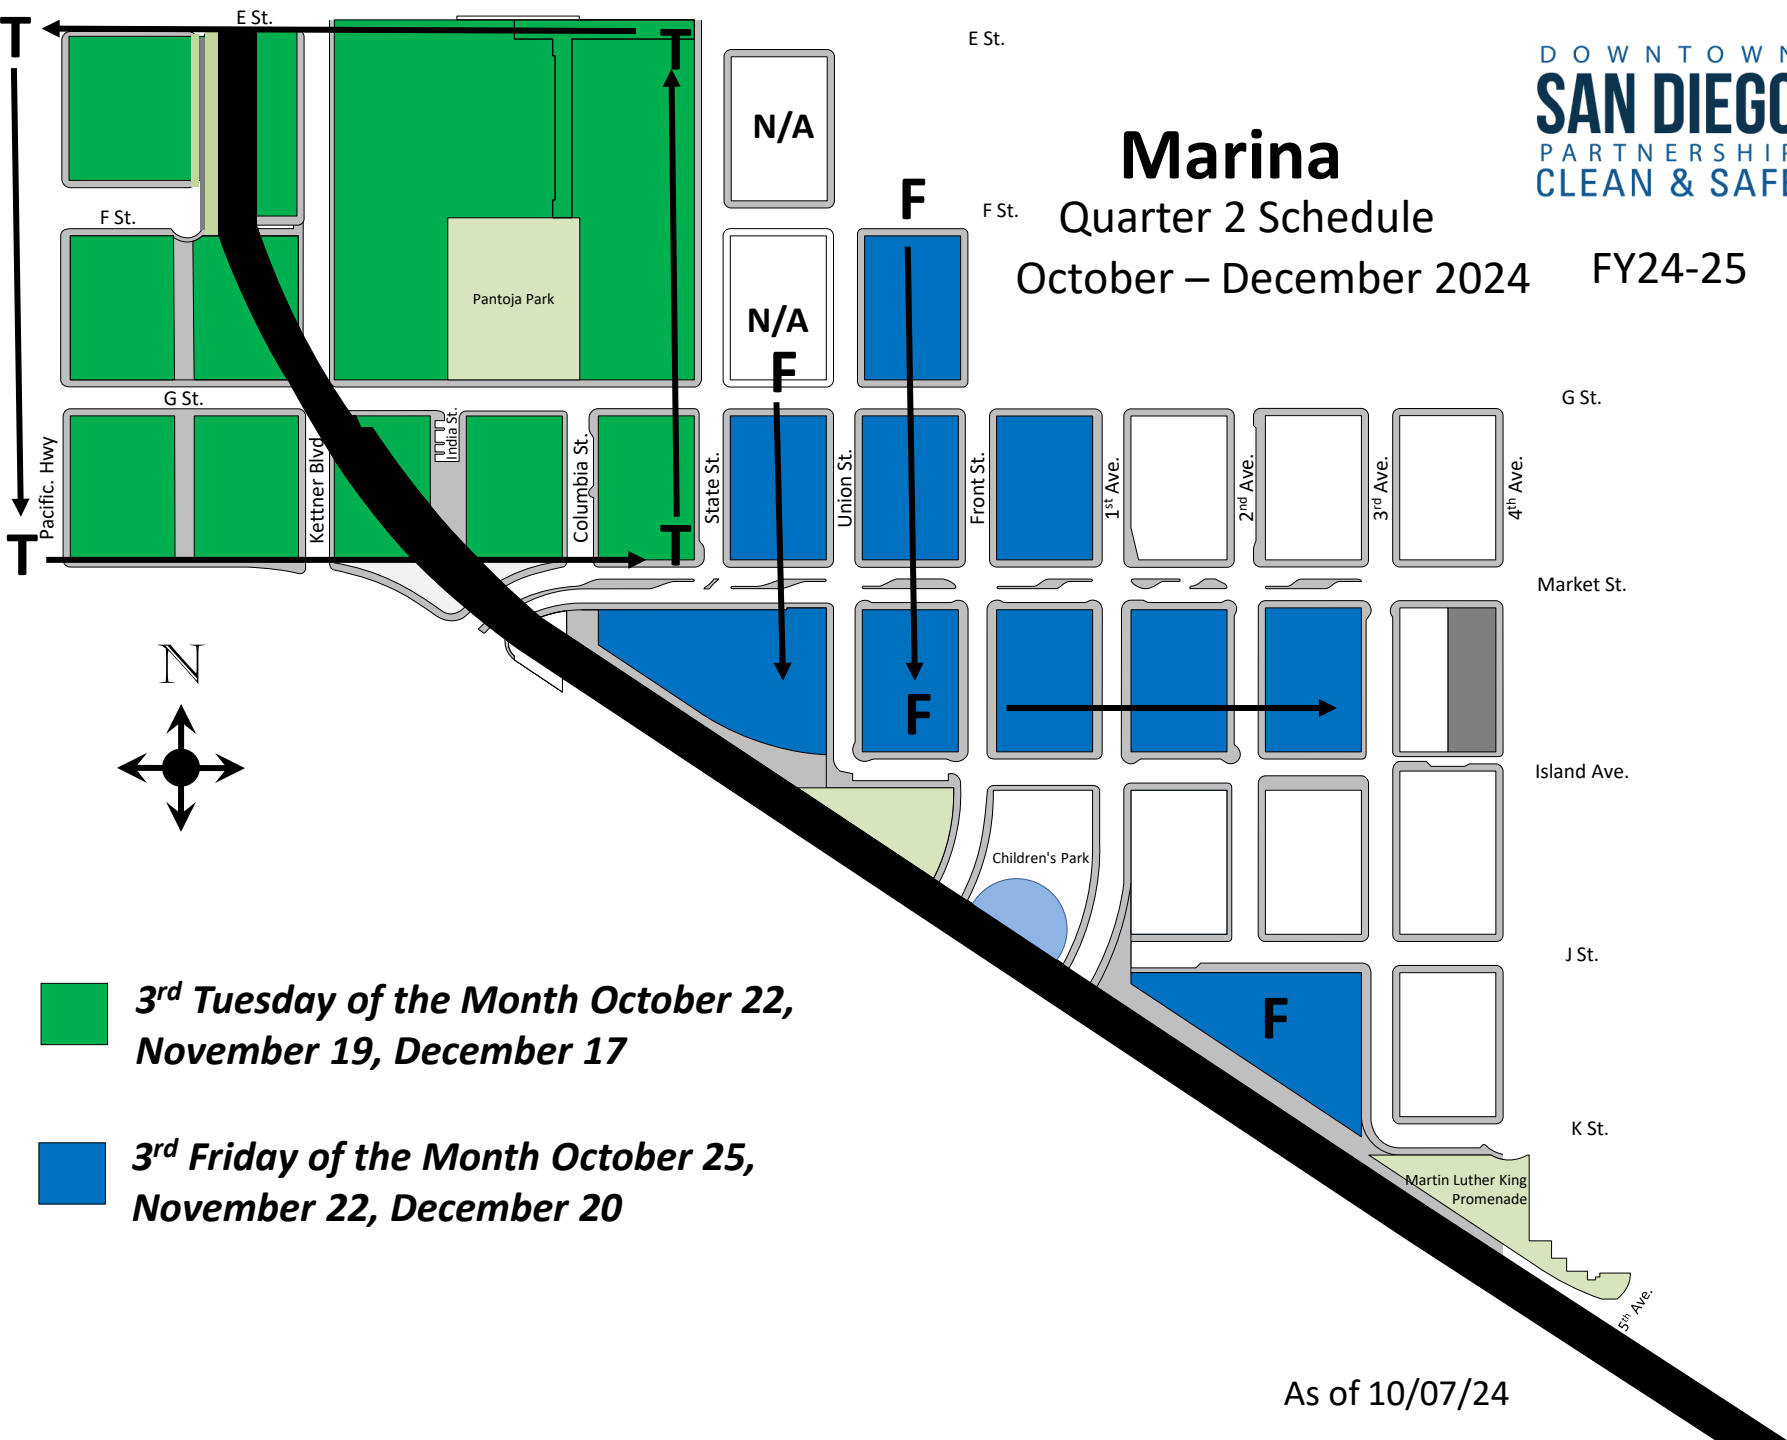 E St.
E St.
DOWNTOWN
SAN DIEGO
PARTNERSHIP
CLEAN & SAFE
T
T
N/A
Marina
F
F St.
F St.
Quarter 2 Schedule
October – December 2024
FY24-25
Pantoja Park
N/A
F
G St.
G St.
Pacific. Hwy
Kettner Blvd
India St.
Columbia St.
State St.
Union St.
Front St.
1st Ave.
2nd Ave.
3rd Ave.
4th Ave.
T
T
Market St.
N
F
Island Ave.
Children's Park
J St.
3rd Tuesday of the Month October 22,
November 19, December 17
F
K St.
3rd Friday of the Month October 25,
November 22, December 20
Martin Luther King
Promenade
5th Ave.
As of 10/07/24